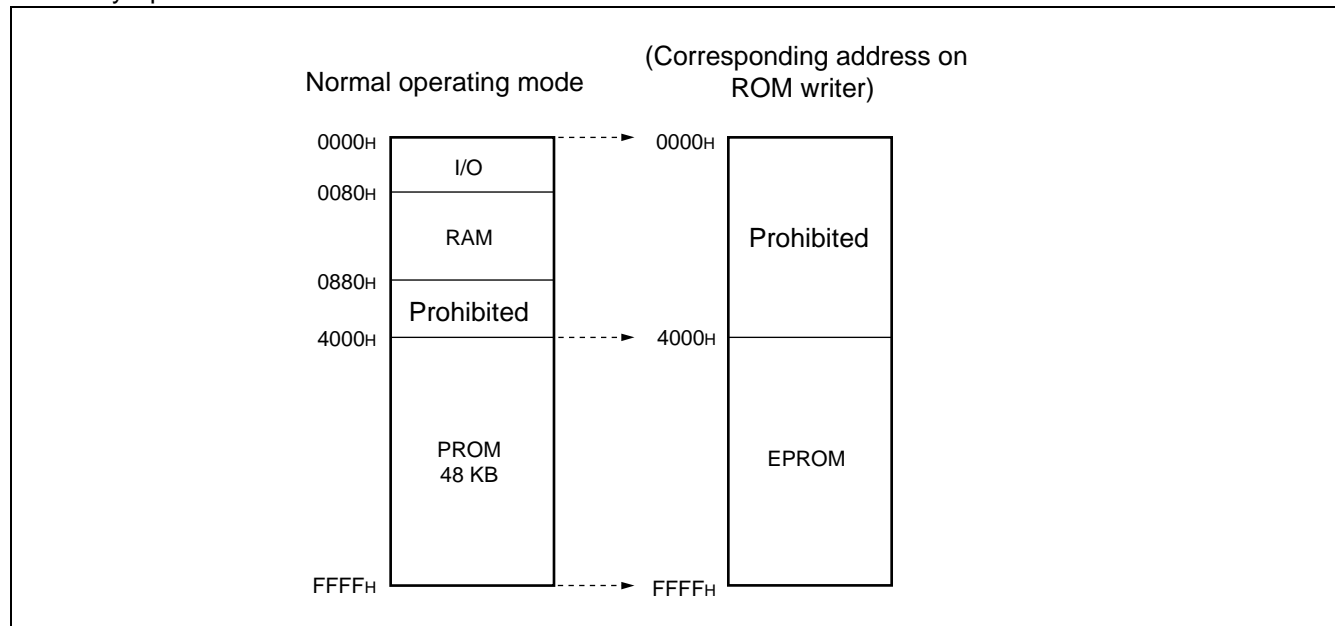 Normal operating mode
(Corresponding address on
ROM writer)
0000H
I/O
0080H
RAM
0880H
Prohibited
4000H
PROM
48 KB
FFFFH
0000H
Prohibited
4000H
EPROM
FFFFH